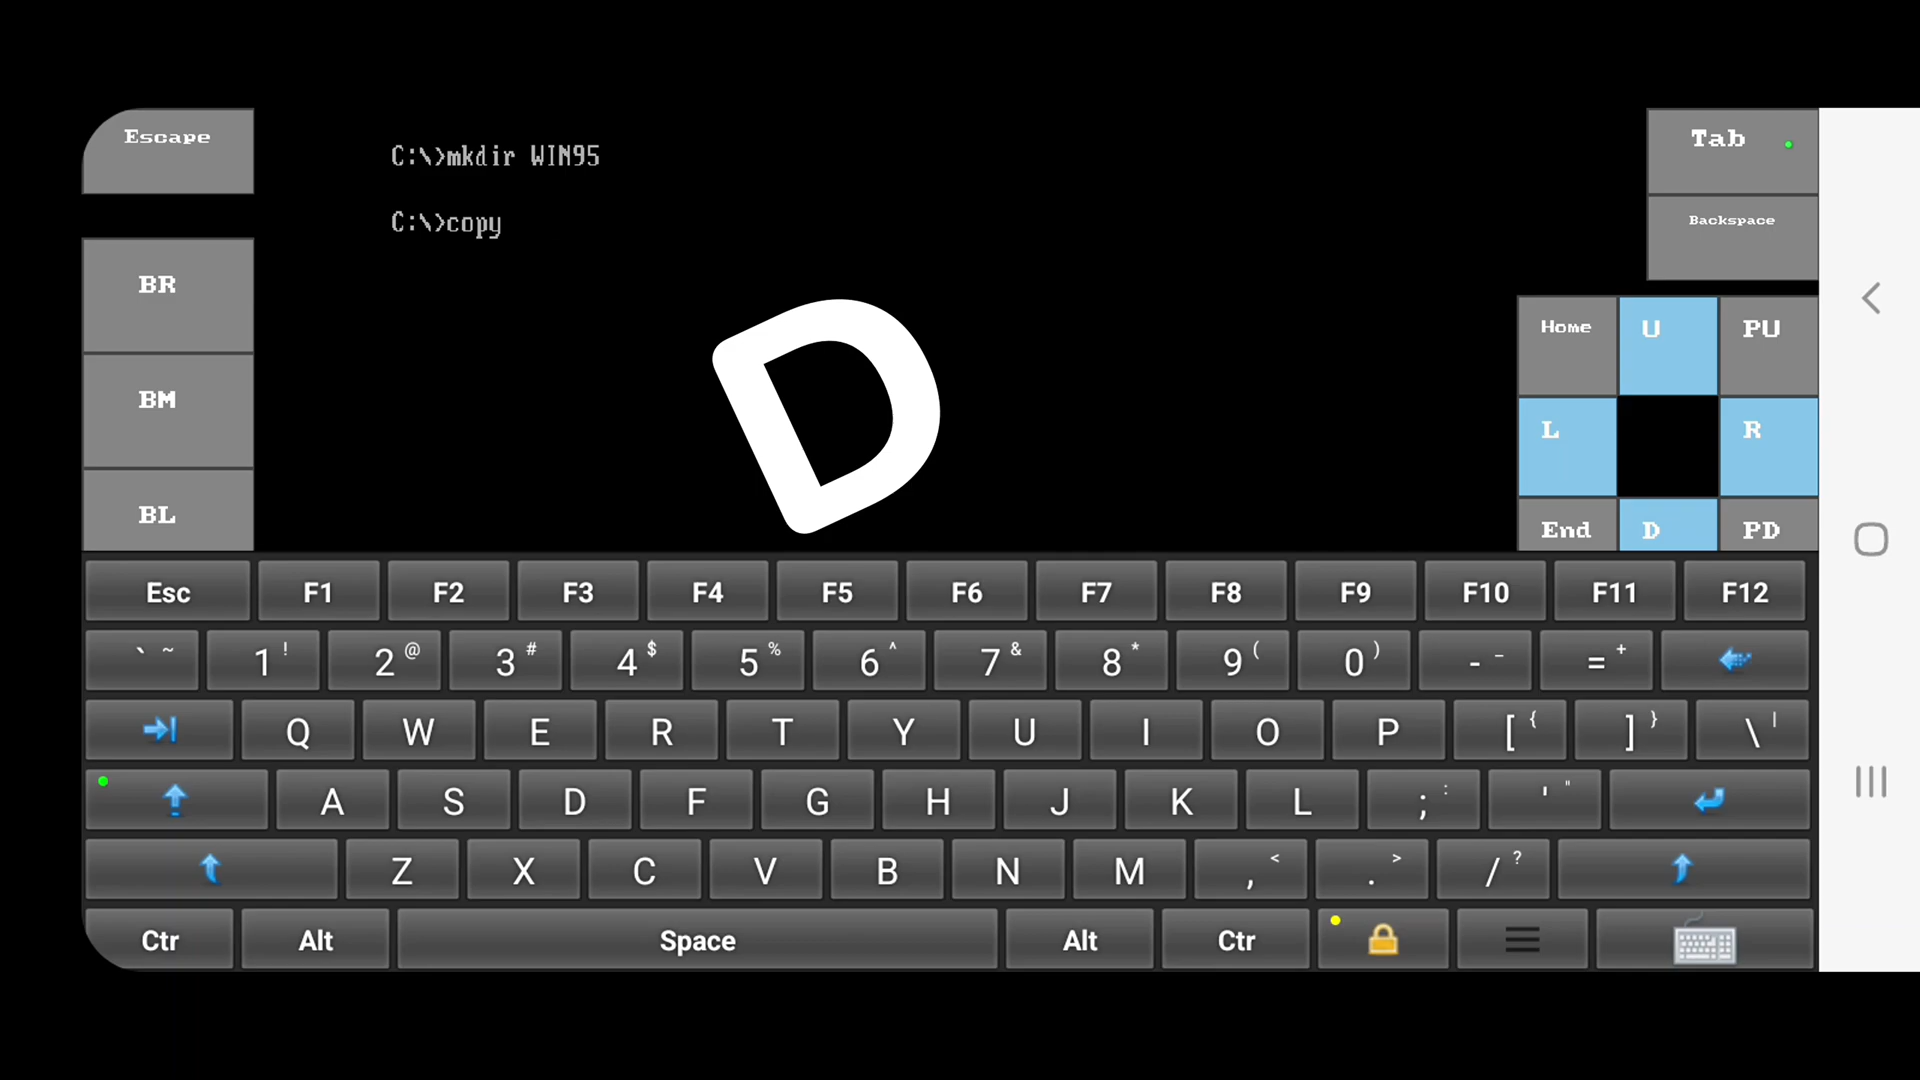 Escape
Tab
C:\>mkdir WIN95
Backspace
C:\>copy
BR
Home U PU
D
BM
L R
BL
End D PD
Esc F1 F2 F3 F4 F5 F6 F7 F8 F9 F10 F11 F12
` ~ 1 ! 2 @ 3 # 4 $ 5 % 6 ^ 7 & 8 * 9 ( 0 ) - _ = +
Q W E R T Y U I O P [ { ] } \ |
A S D F G H J K L ; : ' "
Z X C V B N M , < . > / ?
Ctr Alt Space Alt Ctr